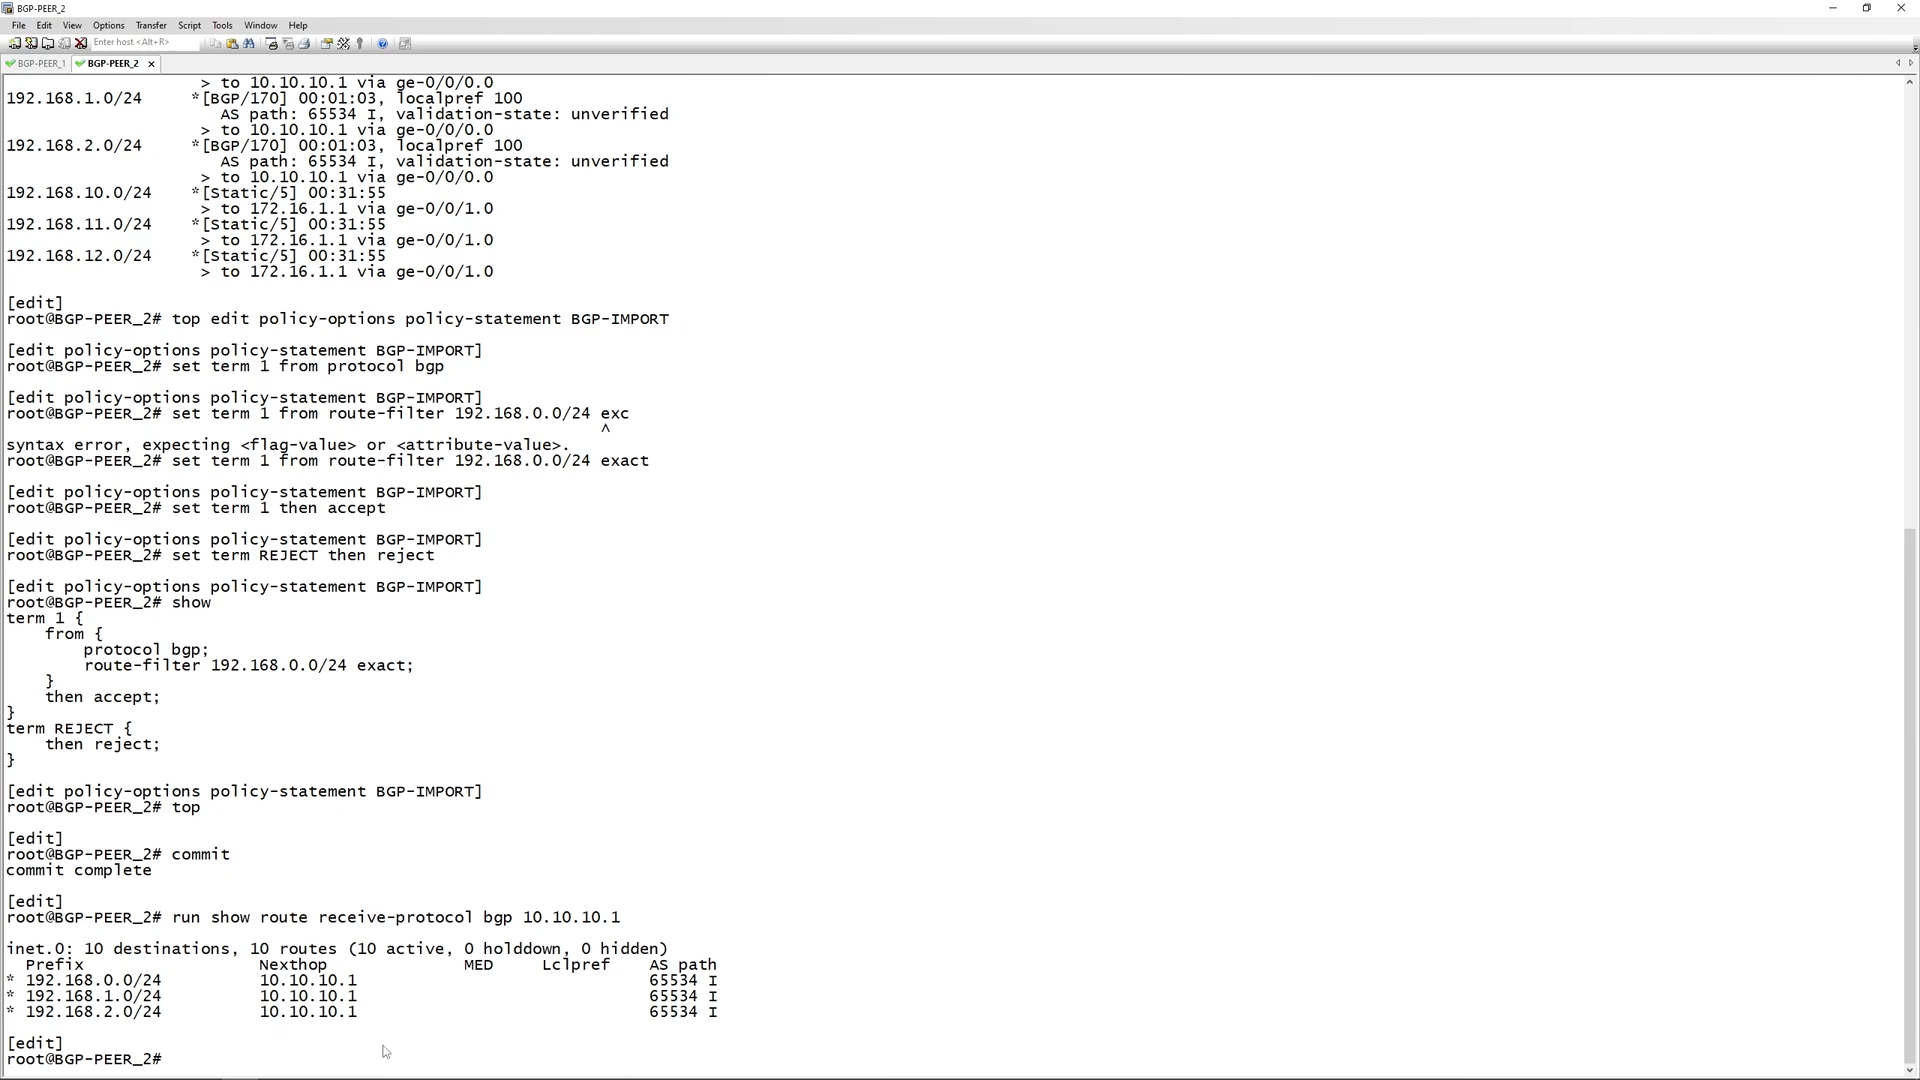 BGP-PEER_2
File Edit View Options Transfer Script Tools Window Help
Enter host <Alt+R>
BGP-PEER_1 BGP-PEER_2
> to 10.10.10.1 via ge-0/0/0.0
192.168.1.0/24 *[BGP/170] 00:01:03, localpref 100
AS path: 65534 I, validation-state: unverified
> to 10.10.10.1 via ge-0/0/0.0
192.168.2.0/24 *[BGP/170] 00:01:03, localpref 100
AS path: 65534 I, validation-state: unverified
> to 10.10.10.1 via ge-0/0/0.0
192.168.10.0/24 *[Static/5] 00:31:55
> to 172.16.1.1 via ge-0/0/1.0
192.168.11.0/24 *[Static/5] 00:31:55
> to 172.16.1.1 via ge-0/0/1.0
192.168.12.0/24 *[Static/5] 00:31:55
> to 172.16.1.1 via ge-0/0/1.0
[edit]
root@BGP-PEER_2# top edit policy-options policy-statement BGP-IMPORT
[edit policy-options policy-statement BGP-IMPORT]
root@BGP-PEER_2# set term 1 from protocol bgp
[edit policy-options policy-statement BGP-IMPORT]
root@BGP-PEER_2# set term 1 from route-filter 192.168.0.0/24 exc
^
syntax error, expecting <flag-value> or <attribute-value>.
root@BGP-PEER_2# set term 1 from route-filter 192.168.0.0/24 exact
[edit policy-options policy-statement BGP-IMPORT]
root@BGP-PEER_2# set term 1 then accept
[edit policy-options policy-statement BGP-IMPORT]
root@BGP-PEER_2# set term REJECT then reject
[edit policy-options policy-statement BGP-IMPORT]
root@BGP-PEER_2# show
term 1 {
from {
protocol bgp;
route-filter 192.168.0.0/24 exact;
}
then accept;
}
term REJECT {
then reject;
}
[edit policy-options policy-statement BGP-IMPORT]
root@BGP-PEER_2# top
[edit]
root@BGP-PEER_2# commit
commit complete
[edit]
root@BGP-PEER_2# run show route receive-protocol bgp 10.10.10.1
inet.0: 10 destinations, 10 routes (10 active, 0 holddown, 0 hidden)
Prefix Nexthop MED Lclpref AS path
* 192.168.0.0/24 10.10.10.1 65534 I
* 192.168.1.0/24 10.10.10.1 65534 I
* 192.168.2.0/24 10.10.10.1 65534 I
[edit]
root@BGP-PEER_2#